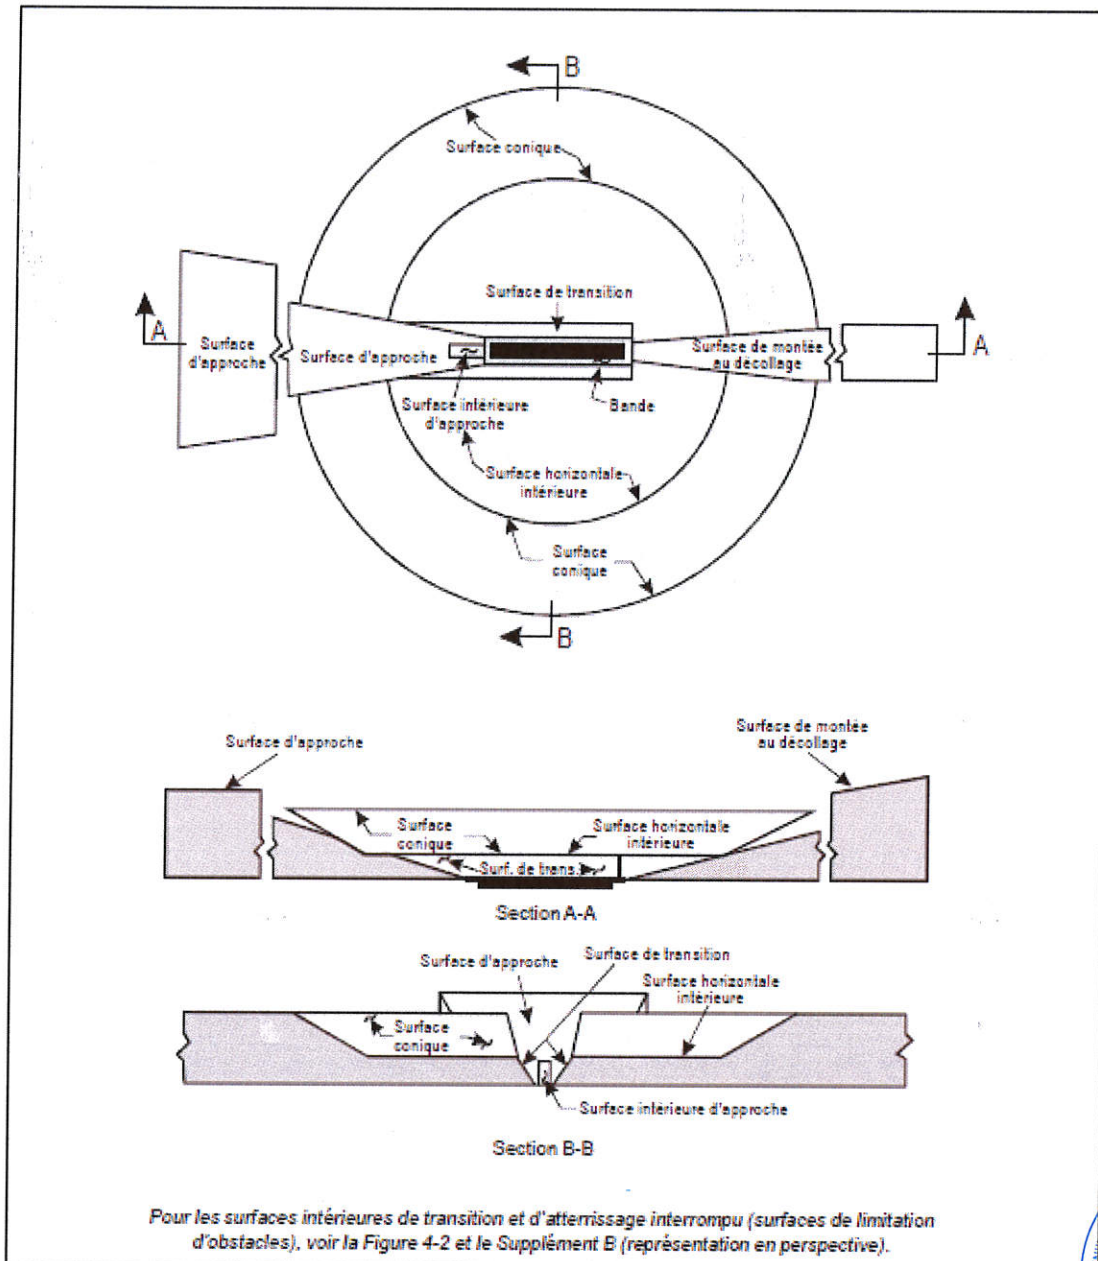 B
Surface conique
Surface de transition
A
Surface
d'approche
Surface d'approche
Surface de montée
au décollage
A
Surface intérieure
d'approche
Bande
Surface horizontale
intérieure
Surface
conique
B
Surface d'approche
Surface de montée
au décollage
Surface
conique
Surface horizontale
intérieure
Surf. de trans.
Section A-A
Surface d'approche
Surface de transition
Surface horizontale
intérieure
Surface
conique
Surface intérieure d'approche
Section B-B
Pour les surfaces intérieures de transition et d'atterrissage interrompu (surfaces de limitation
d'obstacles), voir la Figure 4-2 et le Supplément B (représentation en perspective).